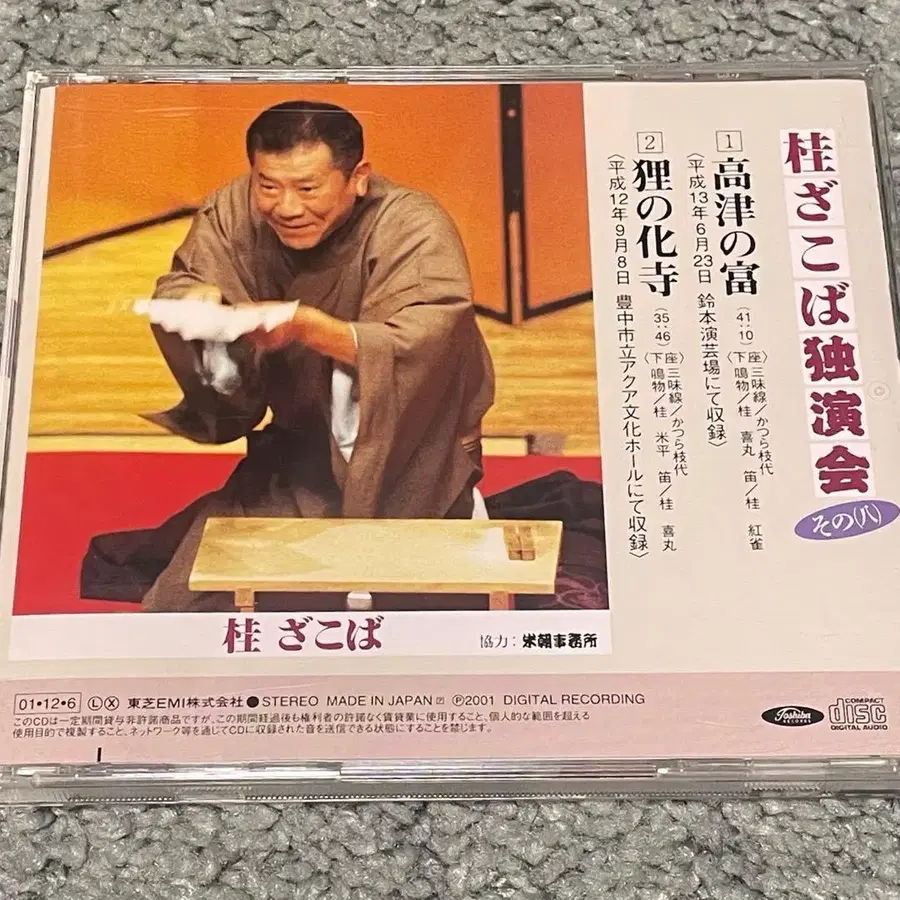 桂ざこば独演会
その(八)
1 高津の富 (41:10)
〈下座〉三味線/かつら枝代
鳴物/桂 喜丸 笛/桂 紅雀
〈平成13年6月23日 鈴本演芸場にて収録〉
2 狸の化寺 (35:46)
〈下座〉三味線/かつら枝代
鳴物/桂 米平 笛/桂 喜丸
〈平成12年9月8日 豊中市立アクア文化ホールにて収録〉
桂 ざこば
協力:米朝事務所
01•12•6 Ⓛ Ⓧ 東芝EMI株式会社 ● STEREO MADE IN JAPAN Ⓟ2001 DIGITAL RECORDING
このCDは一定期間貸与非許諾商品ですが、この期間経過後も権利者の許諾なく賃貸業に使用すること、個人的な範囲を超える
使用目的で複製すること、ネットワーク等を通じてCDに収録された音を送信できる状態にすることを禁じます。
Toshiba
RECORDS
COMPACT
disc
DIGITAL AUDIO